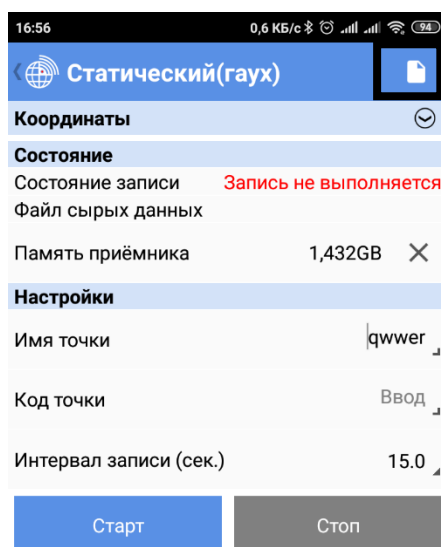 16:56 0,6 КБ/с 94
Статический(raux)
Координаты
Состояние
Состояние записи Запись не выполняется
Файл сырых данных
Память приёмника 1,432GB
Настройки
Имя точки qwwer
Код точки Ввод
Интервал записи (сек.) 15.0
Старт Стоп